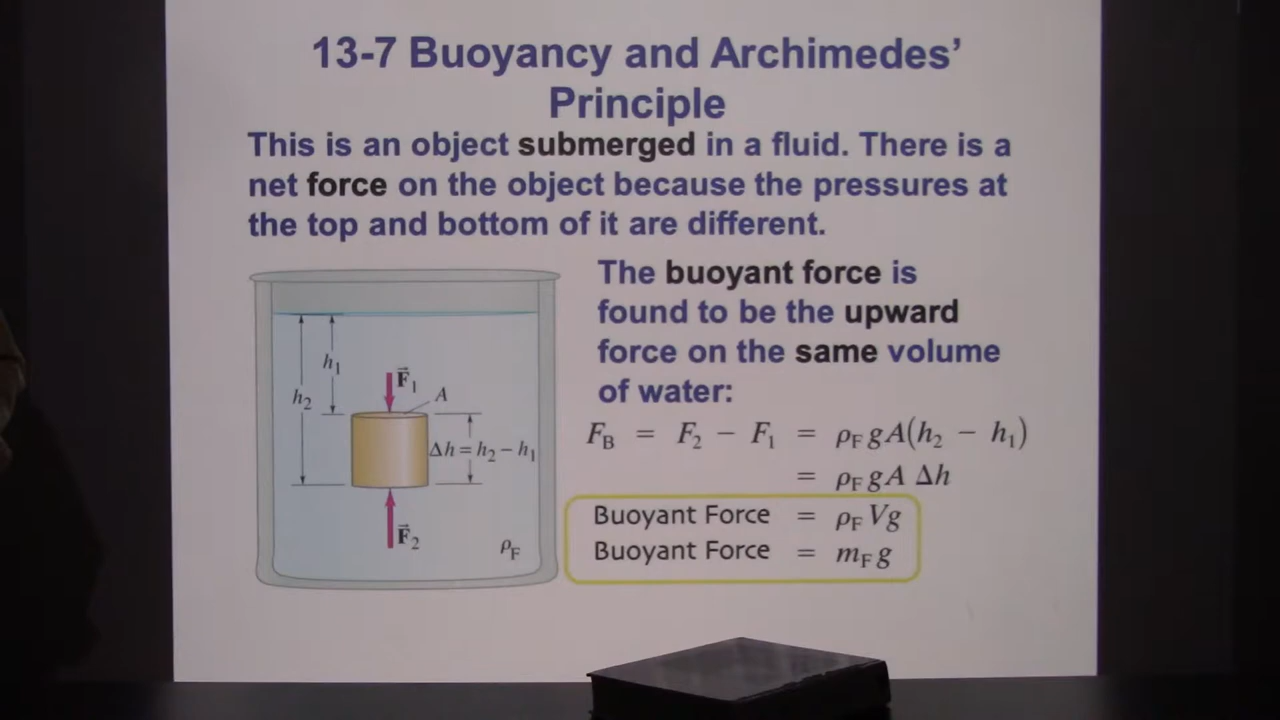 13-7 Buoyancy and Archimedes'
Principle
This is an object submerged in a fluid. There is a
net force on the object because the pressures at
the top and bottom of it are different.
The buoyant force is
found to be the upward
force on the same volume
of water:
h₁
h₂
F⃗₁
A
Δh = h₂ − h₁
F⃗₂
ρF
FB = F₂ − F₁ = ρF gA(h₂ − h₁)
= ρF gA Δh
Buoyant Force = ρF Vg
Buoyant Force = mF g